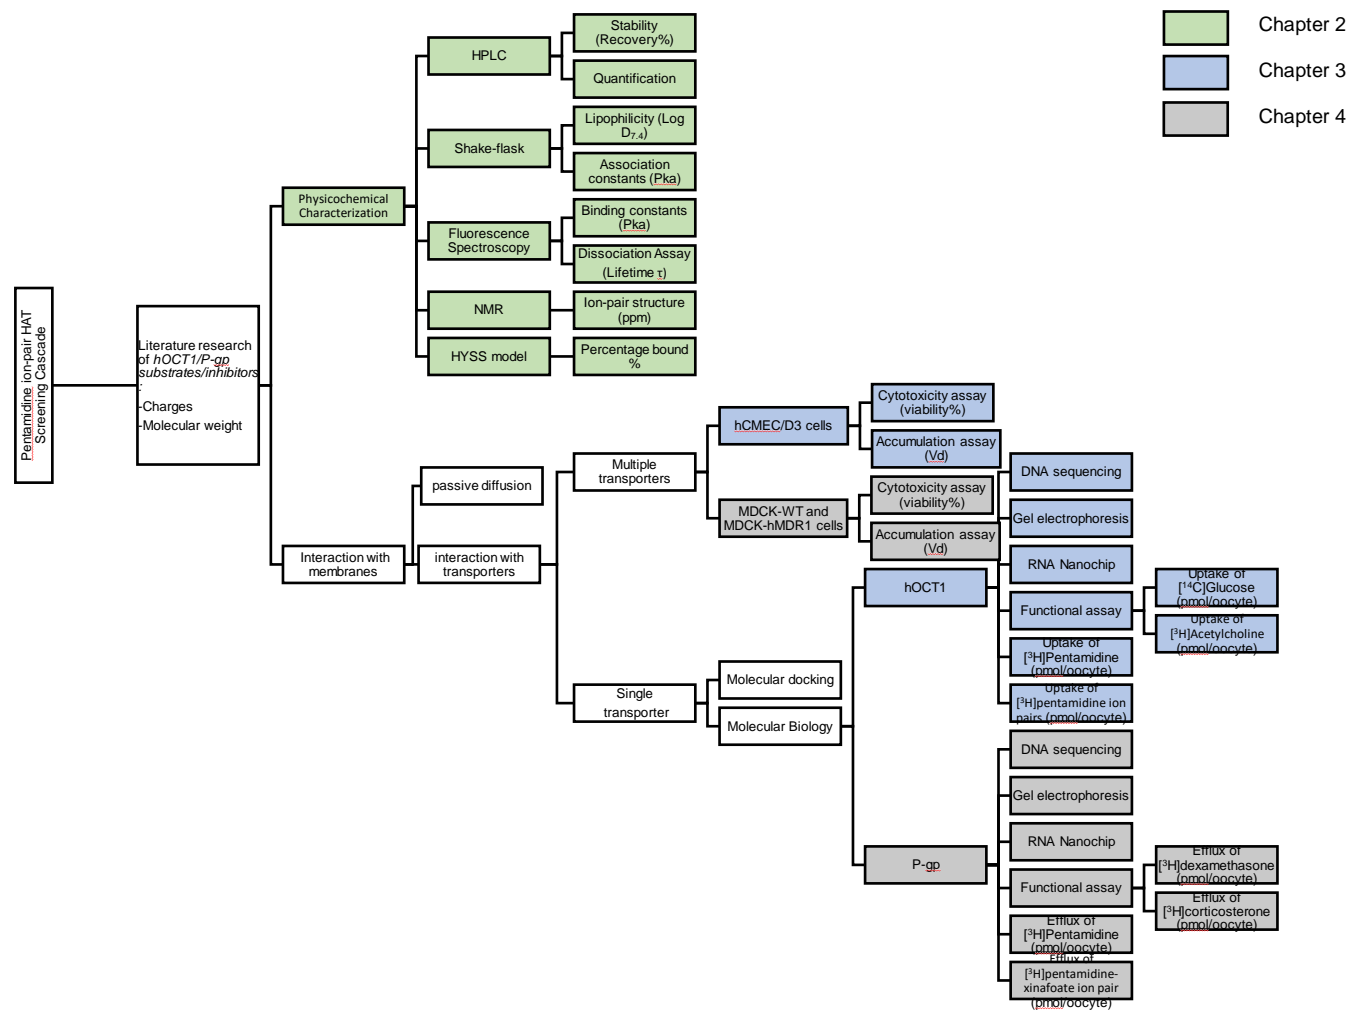 Chapter 2
Chapter 3
Chapter 4
Pentamidine ion-pair HAT
Screening Cascade
Literature research
of hOCT1/P-gp
substrates/inhibitors
:
-Charges
-Molecular weight
Physicochemical
Characterization
HPLC
Stability
(Recovery%)
Quantification
Shake-flask
Lipophilicity (Log
D7.4)
Association
constants (Pka)
Fluorescence
Spectroscopy
Binding constants
(Pka)
Dissociation Assay
(Lifetime τ)
NMR
Ion-pair structure
(ppm)
HYSS model
Percentage bound
%
Interaction with
membranes
passive diffusion
interaction with
transporters
Multiple
transporters
hCMEC/D3 cells
Cytotoxicity assay
(viability%)
Accumulation assay
(Vd)
MDCK-WT and
MDCK-hMDR1 cells
Cytotoxicity assay
(viability%)
Accumulation assay
(Vd)
Single
transporter
Molecular docking
Molecular Biology
hOCT1
DNA sequencing
Gel electrophoresis
RNA Nanochip
Functional assay
Uptake of
[14C]Glucose
(pmol/oocyte)
Uptake of
[3H]Acetylcholine
(pmol/oocyte)
Uptake of
[3H]Pentamidine
(pmol/oocyte)
Uptake of
[3H]pentamidine ion
pairs (pmol/oocyte)
P-gp
DNA sequencing
Gel electrophoresis
RNA Nanochip
Functional assay
Efflux of
[3H]dexamethasone
(pmol/oocyte)
Efflux of
[3H]corticosterone
(pmol/oocyte)
Efflux of
[3H]Pentamidine
(pmol/oocyte)
Efflux of
[3H]pentamidine-
xinafoate ion pair
(pmol/oocyte)